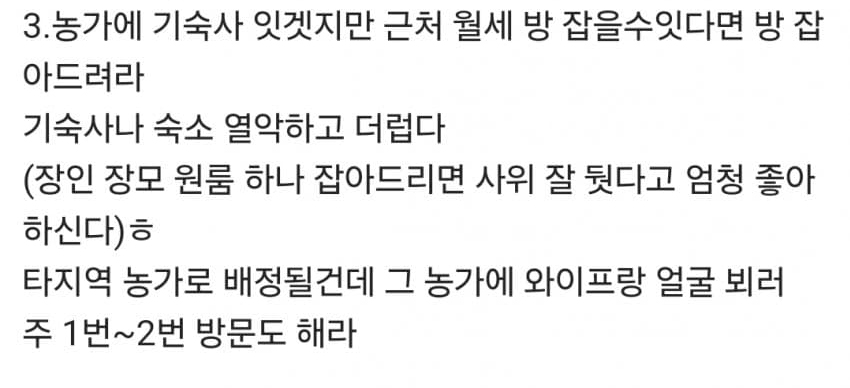 3.농가에 기숙사 잇겟지만 근처 월세 방 잡을수잇다면 방 잡
아드려라
기숙사나 숙소 열악하고 더럽다
(장인 장모 원룸 하나 잡아드리면 사위 잘 뒀다고 엄청 좋아
하신다)ㅎ
타지역 농가로 배정될건데 그 농가에 와이프랑 얼굴 뵈러
주 1번~2번 방문도 해라